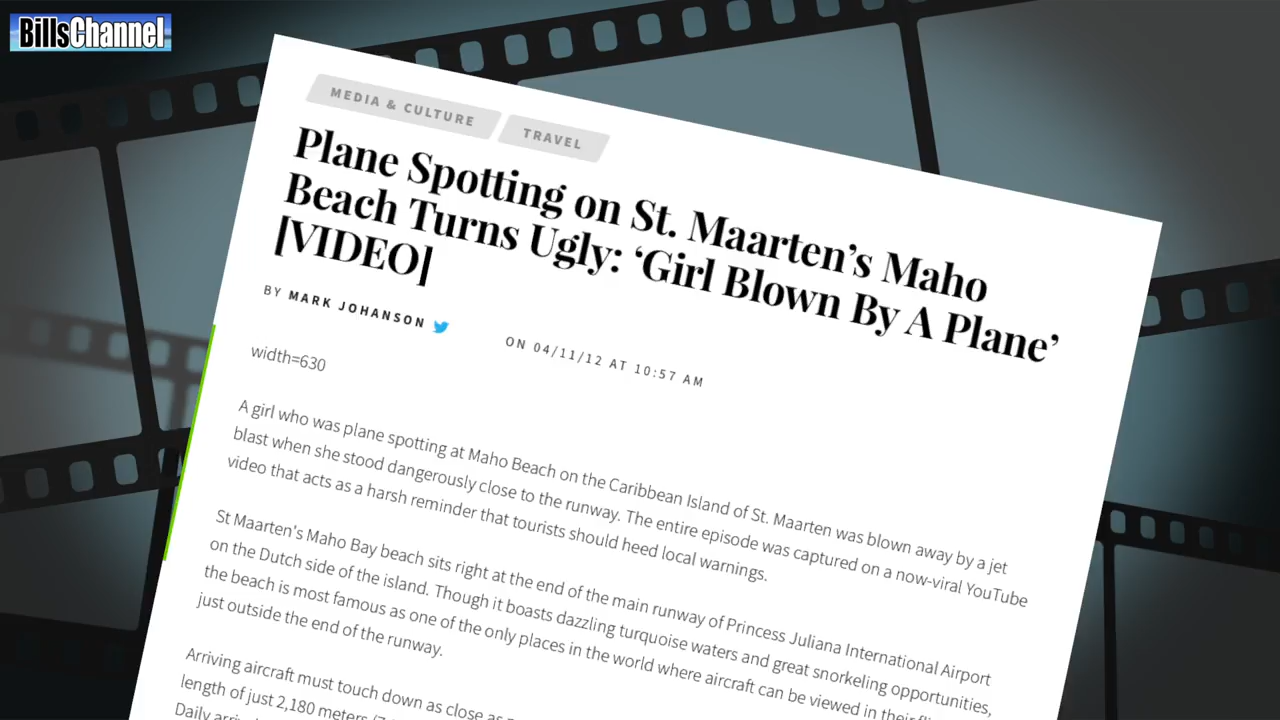 BillsChannel
MEDIA & CULTURE
TRAVEL
Plane Spotting on St. Maarten’s Maho
Beach Turns Ugly: ‘Girl Blown By A Plane’
[VIDEO]
BY MARK JOHANSON
ON 04/11/12 AT 10:57 AM
width=630
A girl who was plane spotting at Maho Beach on the Caribbean Island of St. Maarten was blown away by a jet
blast when she stood dangerously close to the runway. The entire episode was captured on a now-viral YouTube
video that acts as a harsh reminder that tourists should heed local warnings.
St Maarten's Maho Bay beach sits right at the end of the main runway of Princess Juliana International Airport
on the Dutch side of the island. Though it boasts dazzling turquoise waters and great snorkeling opportunities,
the beach is most famous as one of the only places in the world where aircraft can be viewed in their
just outside the end of the runway.
Arriving aircraft must touch down as close as
length of just 2,180 meters
Daily